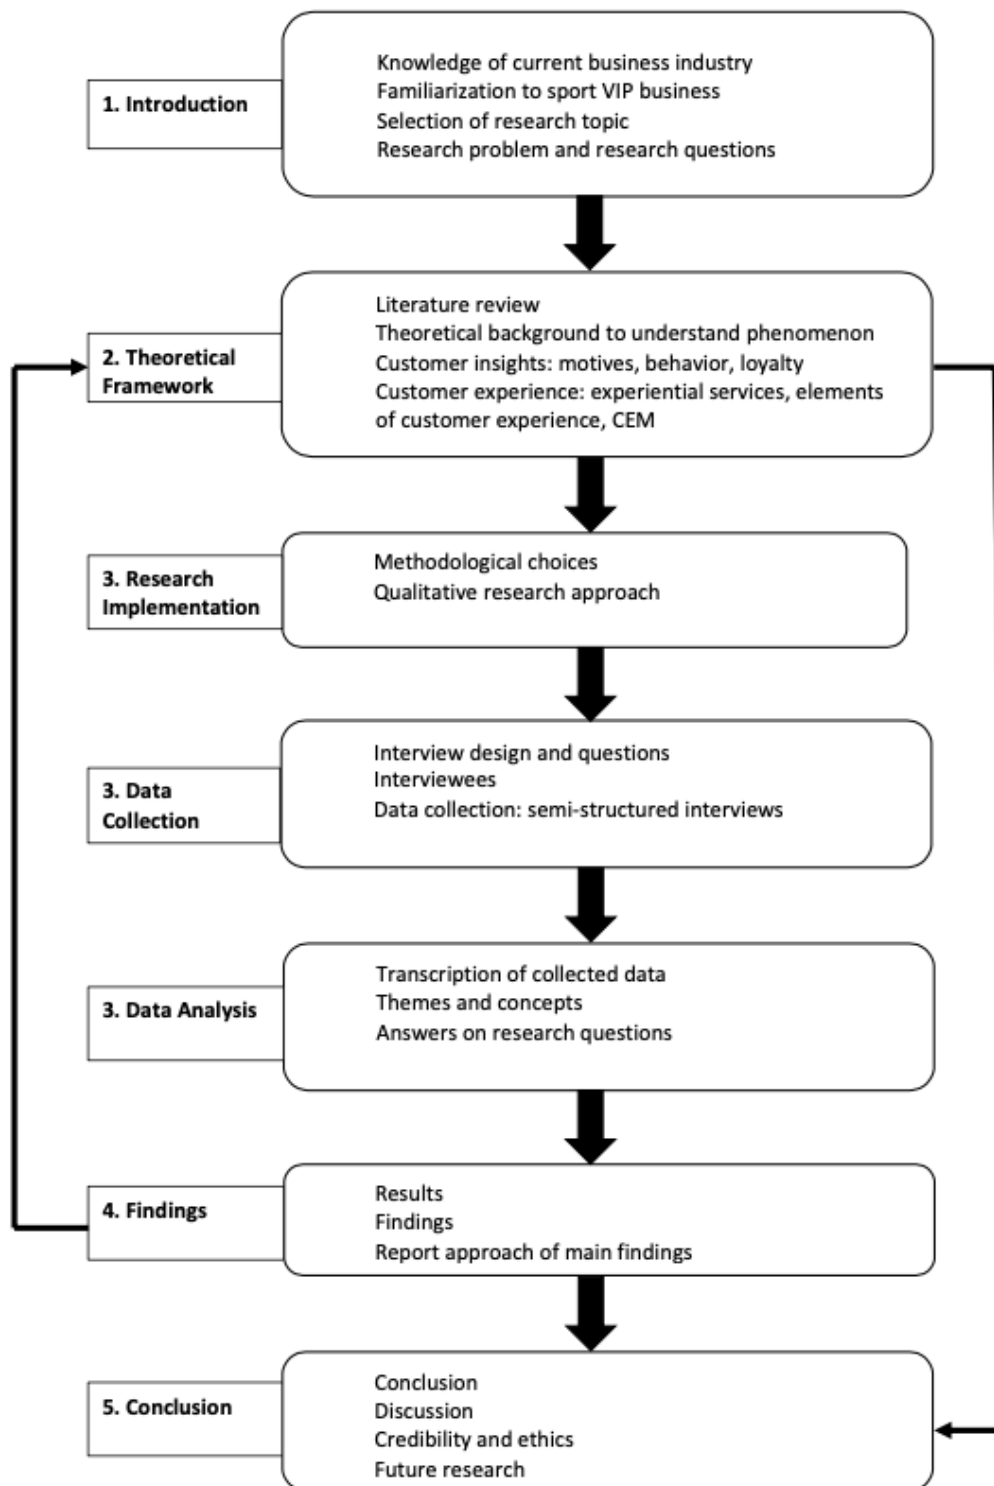 1. Introduction
Knowledge of current business industry
Familiarization to sport VIP business
Selection of research topic
Research problem and research questions
2. Theoretical
Framework
Literature review
Theoretical background to understand phenomenon
Customer insights: motives, behavior, loyalty
Customer experience: experiential services, elements
of customer experience, CEM
3. Research
Implementation
Methodological choices
Qualitative research approach
3. Data
Collection
Interview design and questions
Interviewees
Data collection: semi-structured interviews
3. Data Analysis
Transcription of collected data
Themes and concepts
Answers on research questions
4. Findings
Results
Findings
Report approach of main findings
5. Conclusion
Conclusion
Discussion
Credibility and ethics
Future research